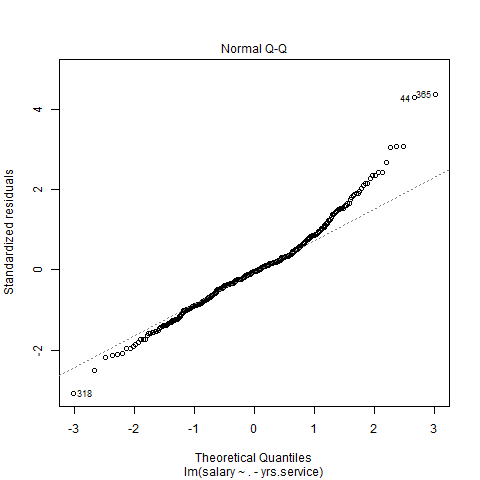 Normal Q-Q
44
365
318
4
2
0
-2
Standardized residuals
-3 -2 -1 0 1 2 3
Theoretical Quantiles
lm(salary ~ . - yrs.service)